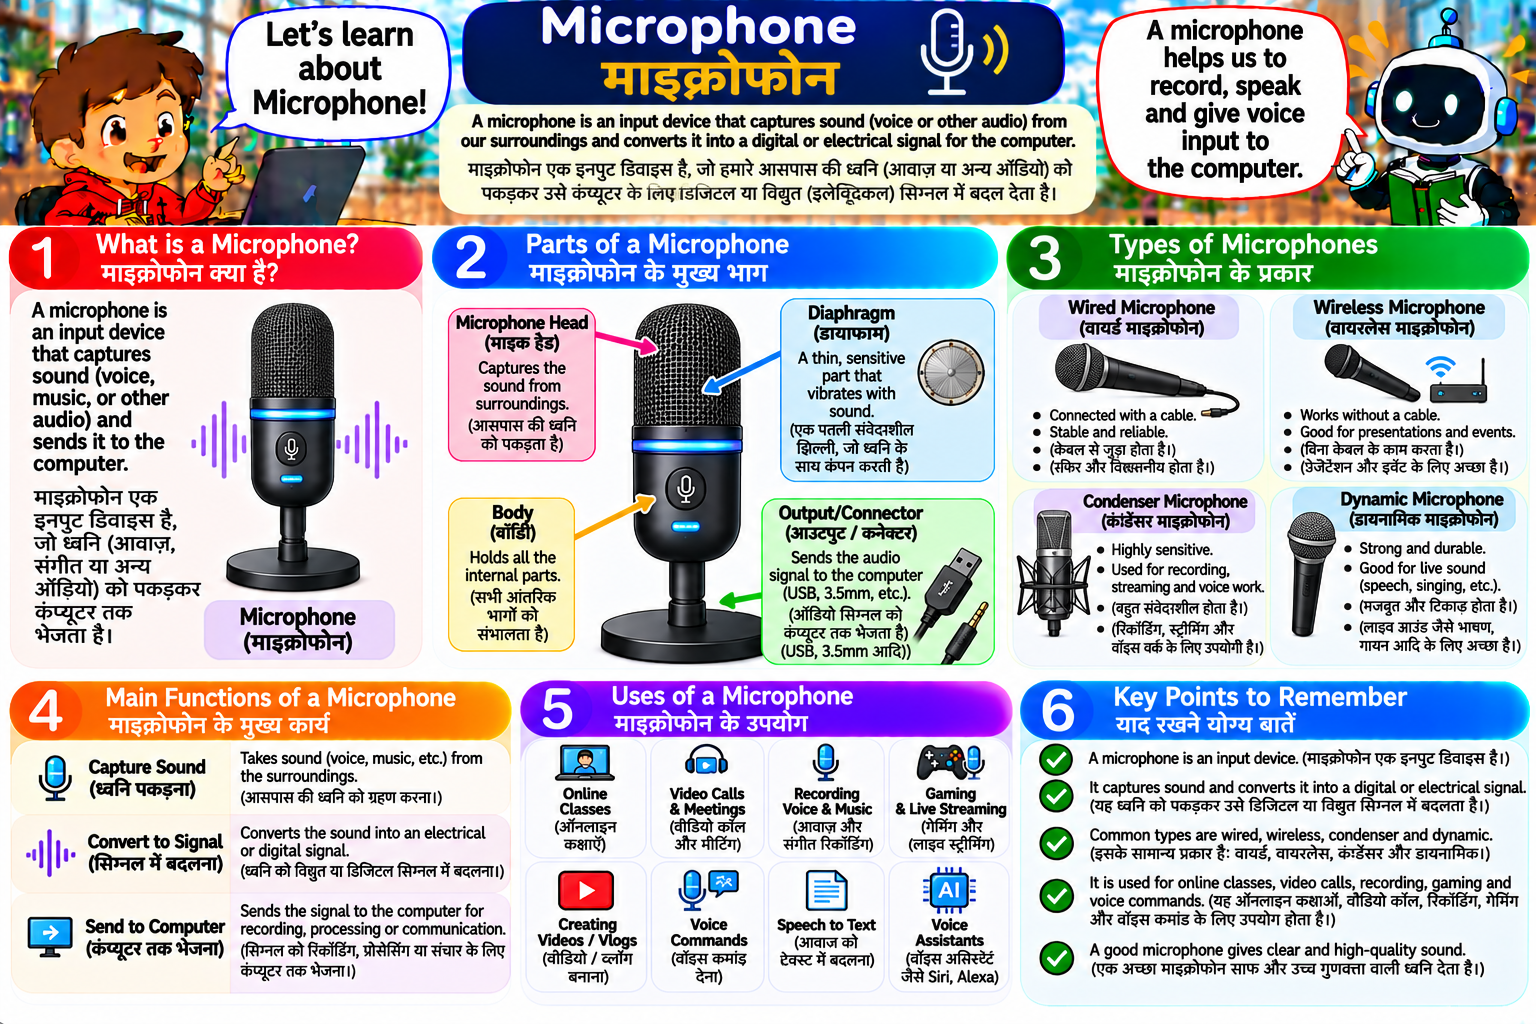 Let's learn
about
Microphone!
Microphone
माइक्रोफोन
A microphone is an input device that captures sound (voice or other audio) from
our surroundings and converts it into a digital or electrical signal for the computer.
माइक्रोफोन एक इनपुट डिवाइस है, जो हमारे आसपास की ध्वनि (आवाज़ या अन्य ऑडियो) को
पकड़कर उसे कंप्यूटर के लिए डिजिटल या विद्युत सिग्नल में बदल देता है।
A microphone
helps us to
record, speak
and give voice
input to
the computer.
1
What is a Microphone?
माइक्रोफोन क्या है?
A microphone is
an input device
that captures
sound (voice,
music, or other
audio) and
sends it to the
computer.
माइक्रोफोन एक
इनपुट डिवाइस है,
जो ध्वनि (आवाज़,
संगीत या अन्य
ऑड़ियो) को पकड़कर
कंप्यूटर तक
भेजता है।
Microphone
(माइक्रोफोन)
2
Parts of a Microphone
माइक्रोफोन के मुख्य भाग
Microphone Head
(माइक हैड)
Captures the
sound from
surroundings.
(आसपास की ध्वनि
को पकड़ता है)
Diaphragm
(डायाफाम)
A thin, sensitive
part that
vibrates with
sound.
(एक पतली संवेदशील
झिल्ली, जो ध्वनि के
साय कंपन करती है)
Body
(बॉडी)
Holds all the
internal parts.
(सभी आंतरिक
भागों को
संभालता है)
Output/Connector
(आउटपुट / कनेक्टर)
Sends the audio
signal to the computer
(USB, 3.5mm, etc.).
(ऑडियो सिग्नल को
कंप्यूटर तक भेजता है)
(USB, 3.5mm आदि))
3
Types of Microphones
माइक्रोफोन के प्रकार
Wired Microphone
(वायर्ड माइक्रोफोन)
• Connected with a cable.
• Stable and reliable.
• (केबल से जुड़ा होता है।)
• और होता है।)
Wireless Microphone
(वायरलेस माइक्रोफोन)
• Works without a cable.
• Good for presentations and events.
• (बिना केबल के काम करता है।)
• और के लिए अच्छा है।)
Condenser Microphone
(कंडेंसर माइक्रोफोन)
• Highly sensitive.
• Used for recording,
streaming and voice work.
• (बहुत संवेदशील होता है।)
• (रिकॉर्डिंग, स्ट्रीमिंग और
वॉइस वर्क के लिए उपयोगी है।)
Dynamic Microphone
(डायनामिक माइक्रोफोन)
• Strong and durable.
• Good for live sound
(speech, singing, etc.).
• (मजबूत और होता है।)
• (लाइव जैसे भाषण,
गायन आदि के लिए अच्छा है।)
4
Main Functions of a Microphone
माइक्रोफोन के मुख्य कार्य
Capture Sound
(ध्वनि पकड़ना)
Takes sound (voice, music, etc.) from
the surroundings.
(आसपास की ध्वनि को ग्रहण करना।)
Convert to Signal
(सिग्नल में बदलना)
Converts the sound into an electrical
or digital signal.
(ध्वनि को विद्युत या डिजिटल सिग्नल में बदलना।)
Send to Computer
(कंप्यूटर तक भेजना)
Sends the signal to the computer for
recording, processing or communication.
(सिग्नल को रिकॉर्डिंग, प्रोसेसिंग या संचार के लिए
कंप्यूटर तक भेजना।)
5
Uses of a Microphone
माइक्रोफोन के उपयोग
Online
Classes
(ऑनलाइन
कक्षाएँ)
Video Calls
& Meetings
(वीडियो कॉल
और मीटिंग)
Recording
Voice & Music
(आवाज़ और
संगीत रिकॉर्डिंग)
Gaming
& Live Streaming
(गेमिंग और
(लाइव स्ट्रीमिंग)
Creating
Videos / Vlogs
(वीडियो / व्लॉग
बनाना)
Voice
Commands
(वॉइस कमांड
देना)
Speech to Text
(आवाज को
टेक्स्ट में बदलना)
AI
Voice
Assistants
(वॉइस असिस्टेंट
जैसे Siri, Alexa)
6
Key Points to Remember
याद रखने योग्य बातें
A microphone is an input device. (माइक्रोफोन एक इनपुट डिवाइस है।)
It captures sound and converts it into a digital or electrical signal.
(यह ध्वनि को पकड़कर उसे डिजिटल या विद्युत सिग्नल में बदलता है।)
Common types are wired, wireless, condenser and dynamic.
(इसके सामान्य प्रकार हैः वायर्ड, वायरलेस, कंडेंसर और डायनामिक।)
It is used for online classes, video calls, recording, gaming and
voice commands. (यह ऑनलाइन कक्षाओं, वीडियो कॉल, रिकॉर्डिंग, गेमिंग
और वॉइस कमांड के लिए उपयोग होता है।)
A good microphone gives clear and high-quality sound.
(एक अच्छा माइक्रोफोन साफ और उच्च गुणवत्ता वाली ध्वनि देता है।)